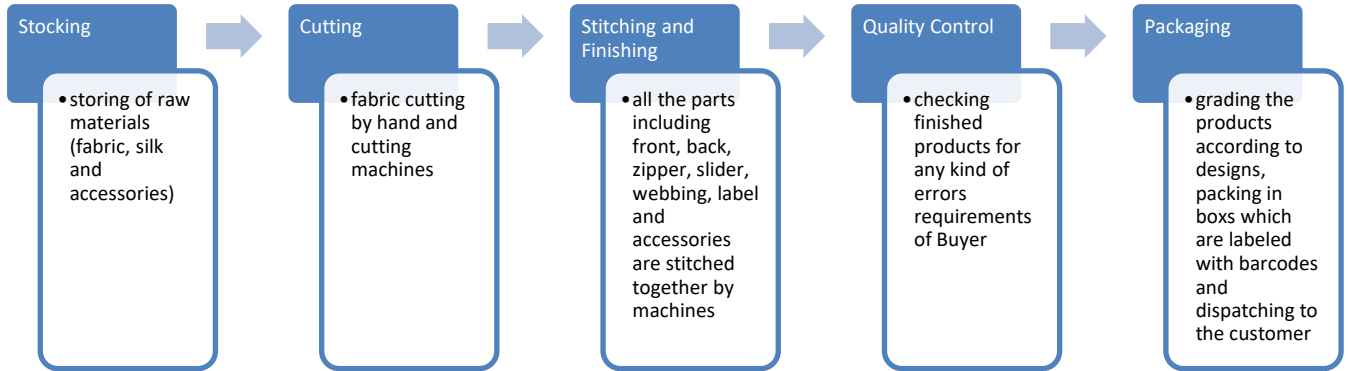 Stocking
•storing of raw
materials
(fabric, silk
and
accessories)
Cutting
•fabric cutting
by hand and
cutting
machines
Stitching and
Finishing
•all the parts
including
front, back,
zipper, slider,
webbing, label
and
accessories
are stitched
together by
machines
Quality Control
•checking
finished
products for
any kind of
errors
requirements
of Buyer
Packaging
•grading the
products
according to
designs,
packing in
boxs which
are labeled
with barcodes
and
dispatching to
the customer